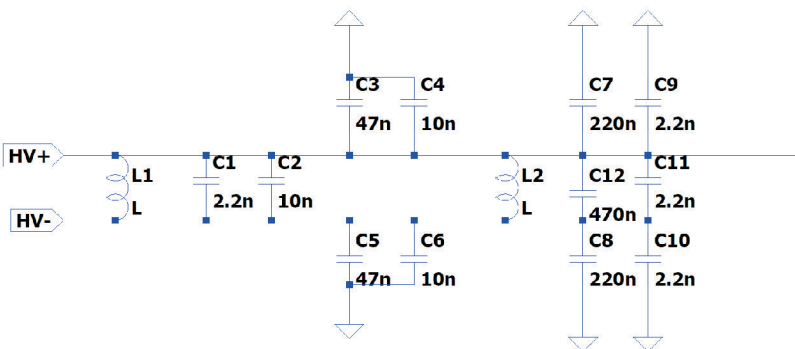 C3 C4 C7 C9
47n 10n 220n 2.2n
HV+
L1 C1 C2 L2 C12 C11
L 2.2n 10n L 470n 2.2n
HV-
C5 C6 C8 C10
47n 10n 220n 2.2n